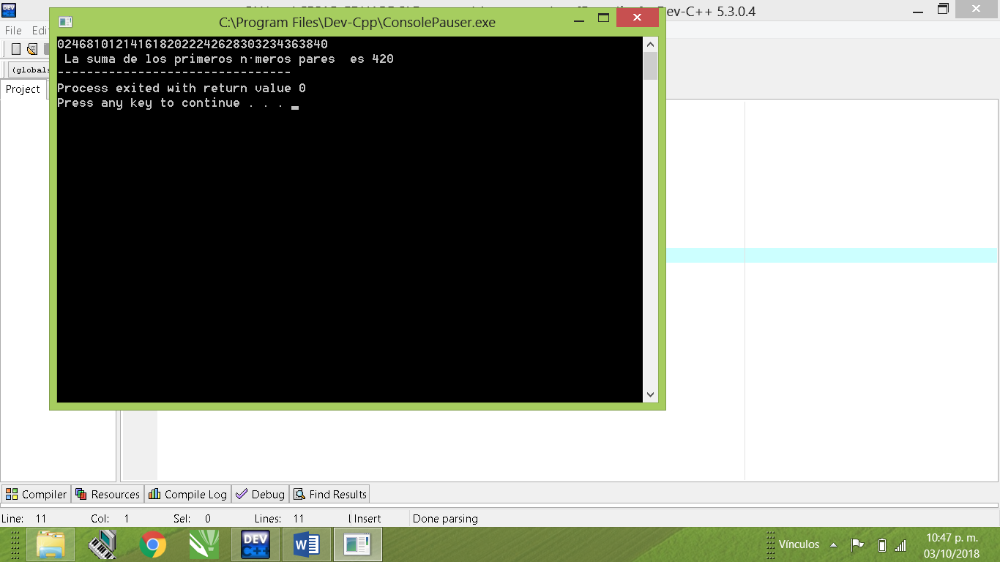 C:\Program Files\Dev-Cpp\ConsolePauser.exe
Dev-C++ 5.3.0.4
File Edi
(globals
Project
0246810121416182022242628303234363840
La suma de los primeros n·meros pares  es 420
--------------------------------
Process exited with return value 0
Press any key to continue . . .
Compiler Resources Compile Log Debug Find Results
Line: 11 Col: 1 Sel: 0 Lines: 11 Insert Done parsing
DEV C++
Vínculos
10:47 p. m.
03/10/2018